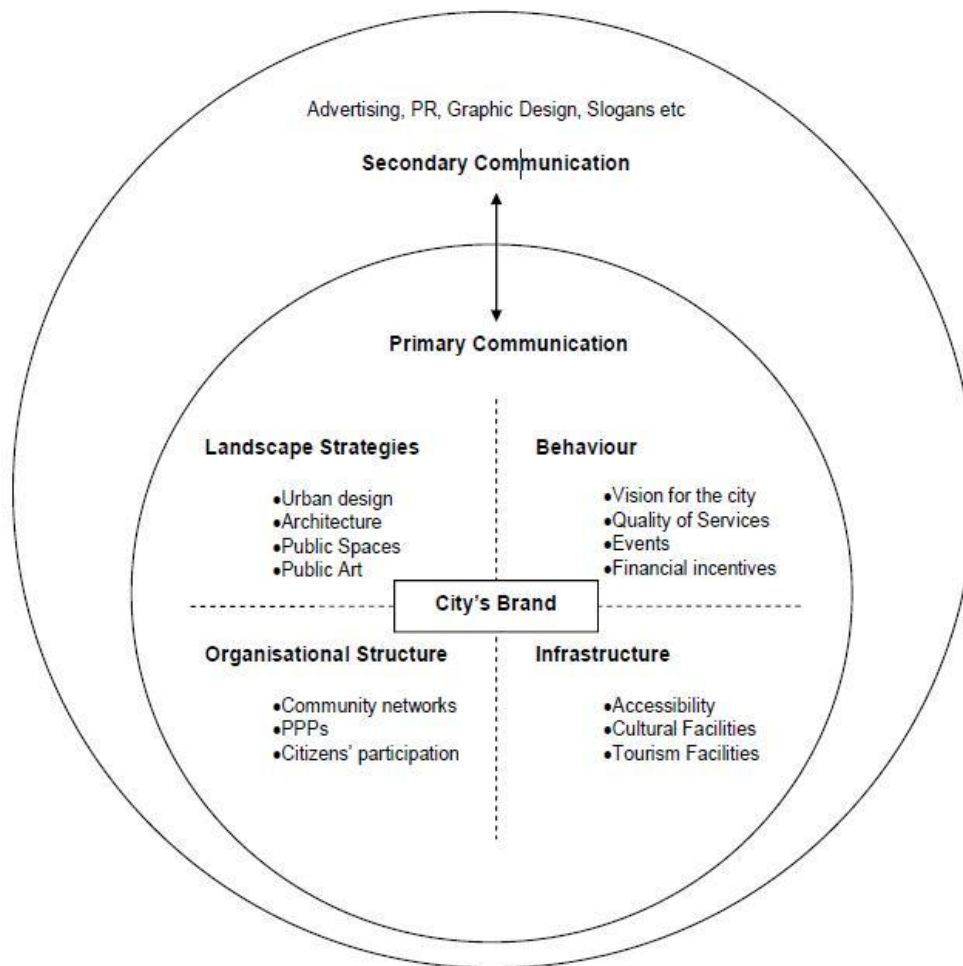 Advertising, PR, Graphic Design, Slogans etc
Secondary Communication
Primary Communication
Landscape Strategies
•Urban design
•Architecture
•Public Spaces
•Public Art
Behaviour
•Vision for the city
•Quality of Services
•Events
•Financial incentives
City's Brand
Organisational Structure
•Community networks
•PPPs
•Citizens' participation
Infrastructure
•Accessibility
•Cultural Facilities
•Tourism Facilities